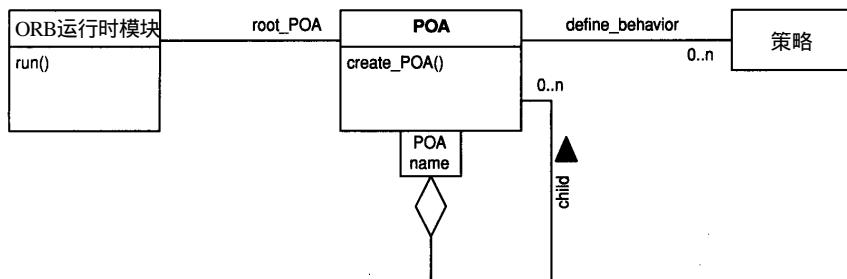 ORB运行时模块
run()
root_POA
POA
create_POA()
define_behavior
0..n
策略
0..n
POA
name
child